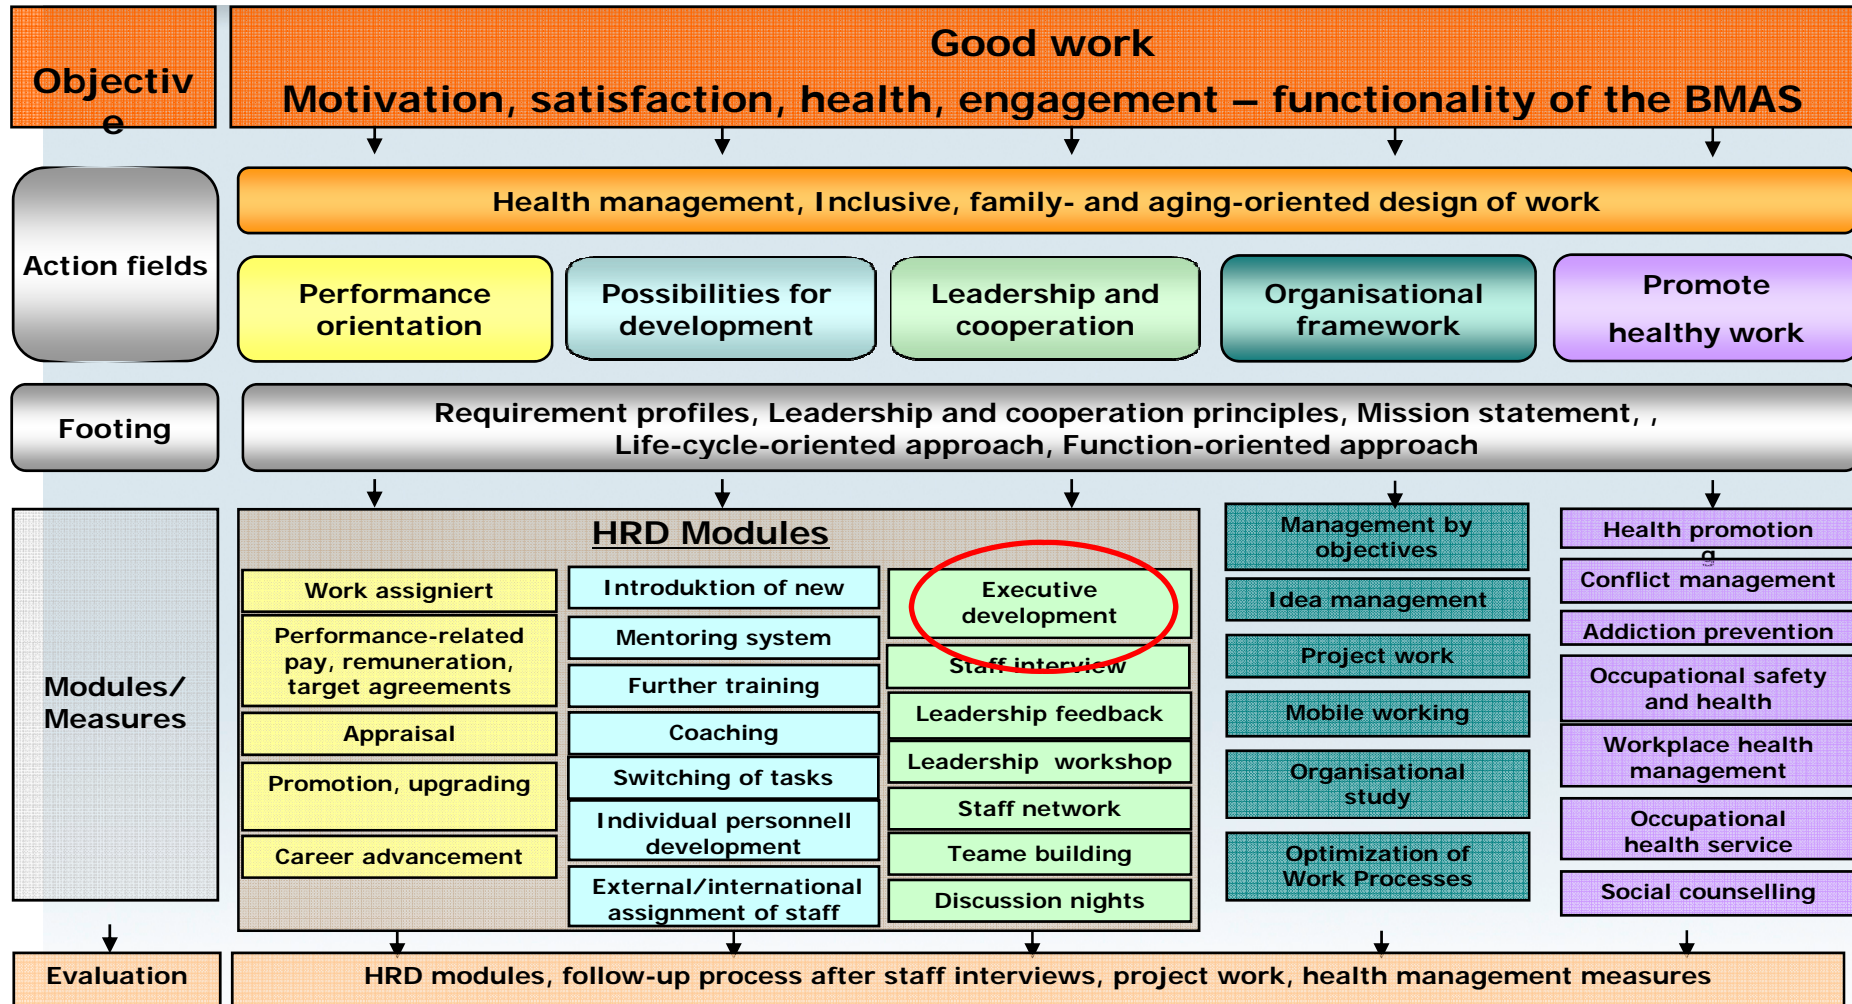 Objectiv
e
Good work
Motivation, satisfaction, health, engagement – functionality of the BMAS
Action fields
Health management, Inclusive, family- and aging-oriented design of work
Performance
orientation
Possibilities for
development
Leadership and
cooperation
Organisational
framework
Promote
healthy work
Footing
Requirement profiles, Leadership and cooperation principles, Mission statement, ,
Life-cycle-oriented approach, Function-oriented approach
Modules/
Measures
HRD Modules
Work assigniert
Performance-related
pay, remuneration,
target agreements
Appraisal
Promotion, upgrading
Career advancement
Introduktion of new
Mentoring system
Further training
Coaching
Switching of tasks
Individual personnell
development
External/international
assignment of staff
Executive
development
Staff interview
Leadership feedback
Leadership  workshop
Staff network
Teame building
Discussion nights
Management by
objectives
Idea management
Project work
Mobile working
Organisational
study
Optimization of
Work Processes
Health promotion
g
Conflict management
Addiction prevention
Occupational safety
and health
Workplace health
management
Occupational
health service
Social counselling
Evaluation
HRD modules, follow-up process after staff interviews, project work, health management measures